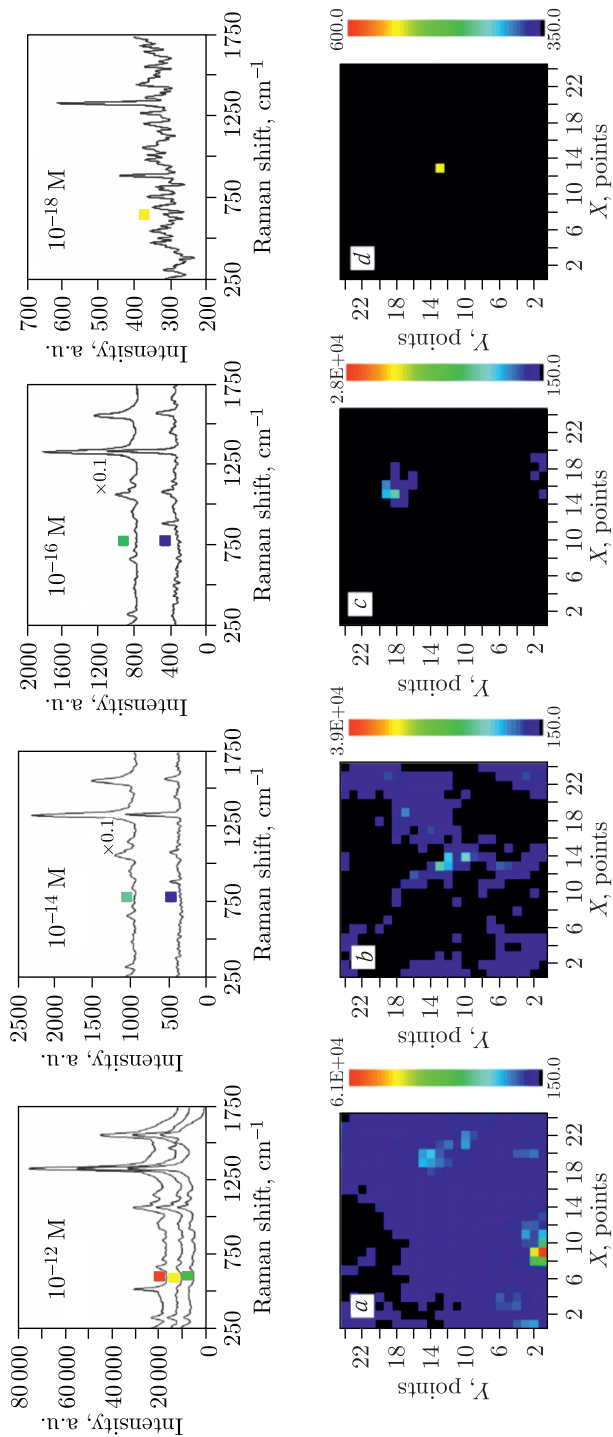 Intensity, a.u.
80 000
60 000
40 000
20 000
0
10⁻¹² M
250 750 1250 1750
Raman shift, cm⁻¹
Intensity, a.u.
2500
2000
1500
1000
500
0
10⁻¹⁴ M
×0.1
250 750 1250 1750
Raman shift, cm⁻¹
Intensity, a.u.
2000
1600
1200
800
400
0
10⁻¹⁶ M
×0.1
250 750 1250 1750
Raman shift, cm⁻¹
Intensity, a.u.
700
600
500
400
300
200
10⁻¹⁸ M
250 750 1250 1750
Raman shift, cm⁻¹
Y, points
22
18
14
10
6
2
a
2 6 10 14 18 22
X, points
6.1E+04
150.0
Y, points
22
18
14
10
6
2
b
2 6 10 14 18 22
X, points
3.9E+04
150.0
Y, points
22
18
14
10
6
2
c
2 6 10 14 18 22
X, points
2.8E+04
150.0
Y, points
22
18
14
10
6
2
d
2 6 10 14 18 22
X, points
600.0
350.0